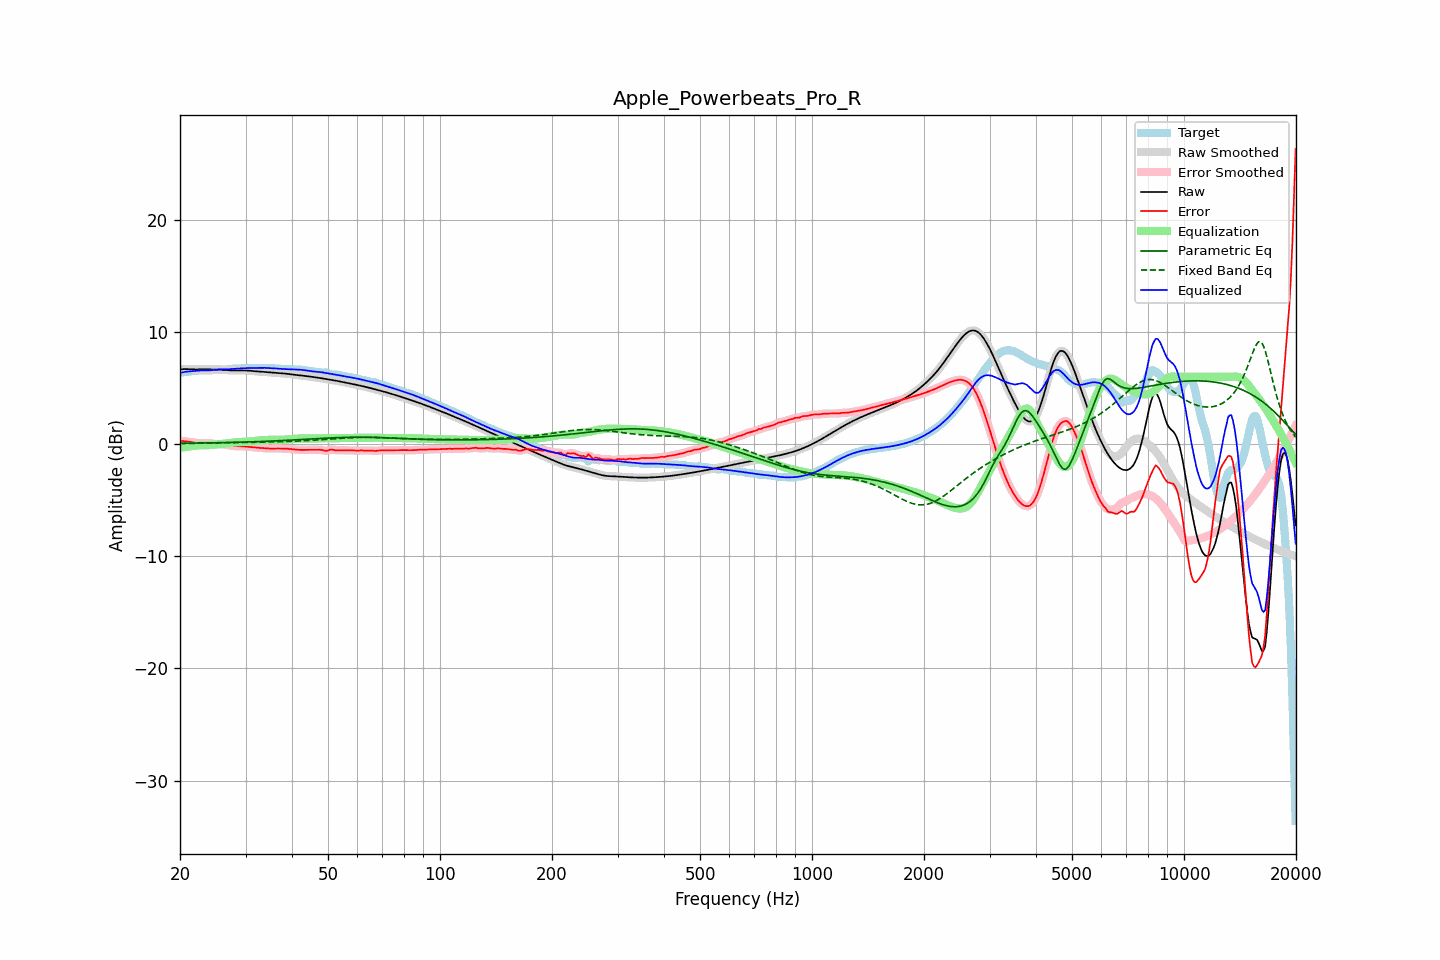 Apple_Powerbeats_Pro_R
Target
Raw Smoothed
Error Smoothed
Raw
Error
Equalization
Parametric Eq
Fixed Band Eq
Equalized
20
10
0
−10
−20
−30
Amplitude (dBr)
20
50
100
200
500
1000
2000
5000
10000
20000
Frequency (Hz)